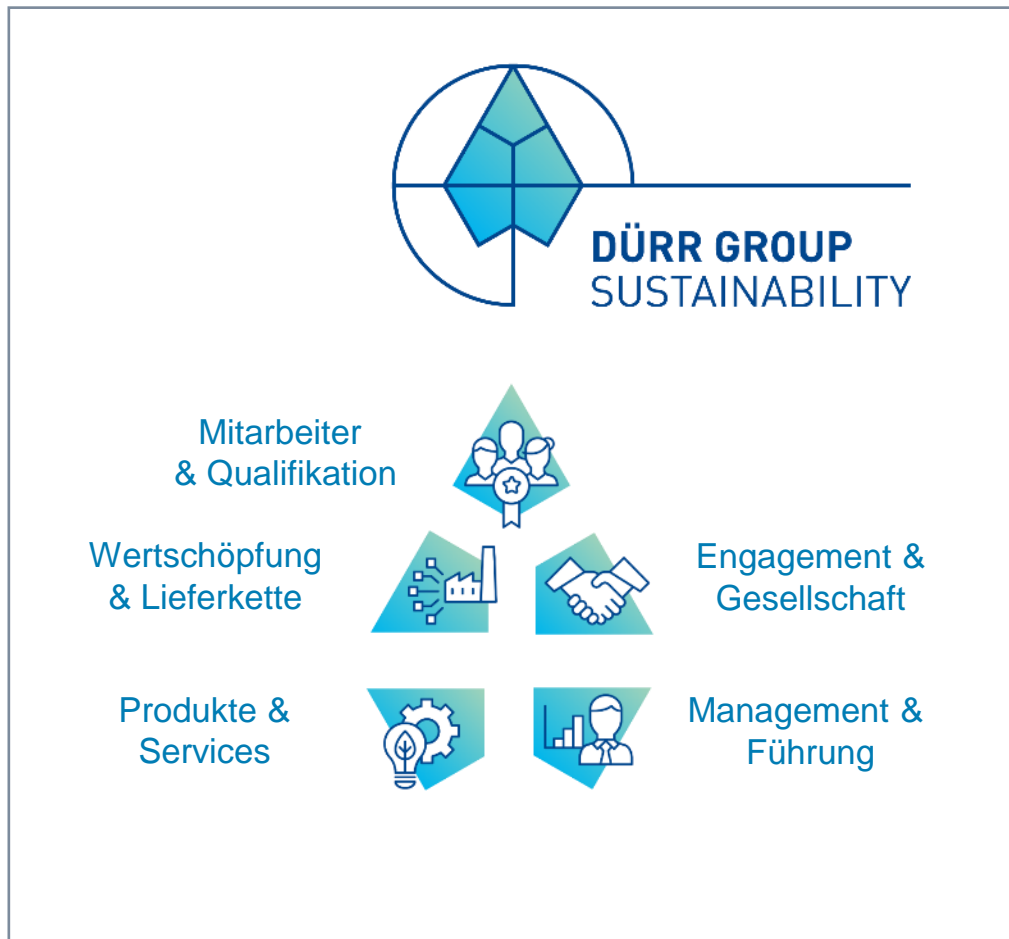 DÜRR GROUP
SUSTAINABILITY
Mitarbeiter
& Qualifikation
Wertschöpfung
& Lieferkette
Engagement &
Gesellschaft
Produkte &
Services
Management &
Führung